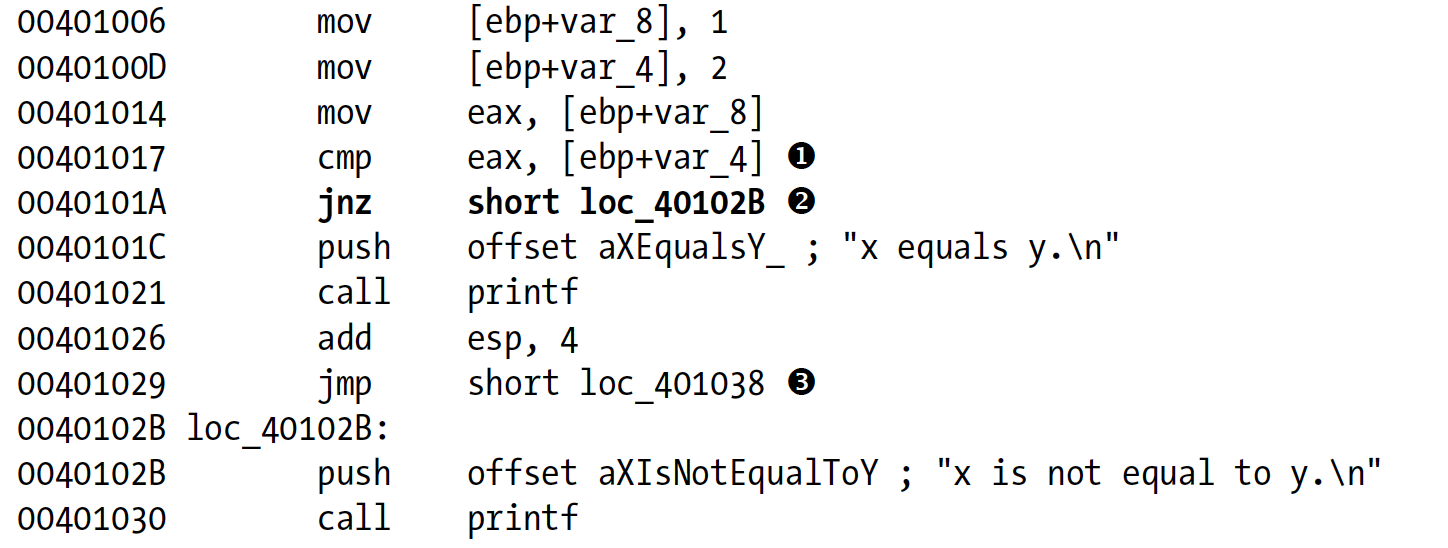 00401006        mov     [ebp+var_8], 1
0040100D        mov     [ebp+var_4], 2
00401014        mov     eax, [ebp+var_8]
00401017        cmp     eax, [ebp+var_4] ❶
0040101A        jnz     short loc_40102B ❷
0040101C        push    offset aXEqualsY_ ; "x equals y.\n"
00401021        call    printf
00401026        add     esp, 4
00401029        jmp     short loc_401038 ❸
0040102B loc_40102B:
0040102B        push    offset aXIsNotEqualToY ; "x is not equal to y.\n"
00401030        call    printf